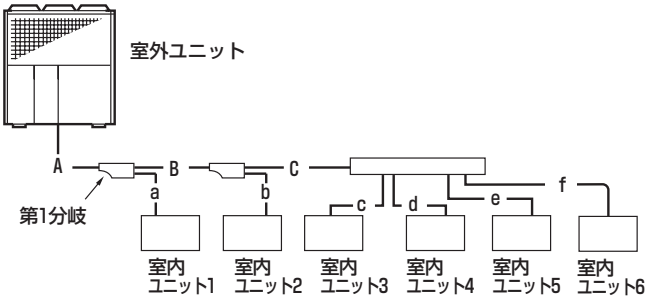 室外ユニット
A
B
C
a
b
c
d
e
f
第1分岐
室内
ユニット1
室内
ユニット2
室内
ユニット3
室内
ユニット4
室内
ユニット5
室内
ユニット6